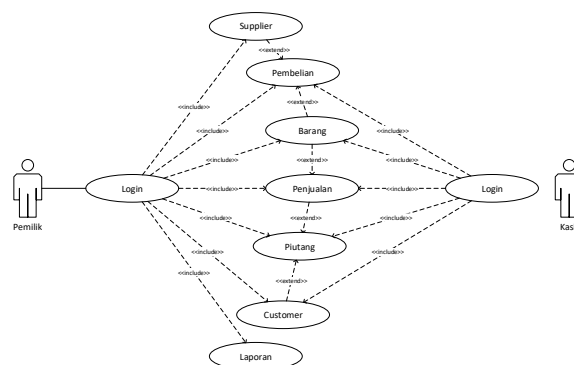 Supplier
<<extend>>
Pembelian
<<include>>
<<extend>>
<<include>>
<<include>>
Barang
<<include>>
<<extend>>
<<include>>
Login
<<include>>
Penjualan
<<include>>
Login
Pemilik
<<extend>>
<<include>>
<<include>>
Piutang
<<include>>
<<include>>
<<include>>
<<extend>>
Customer
Laporan